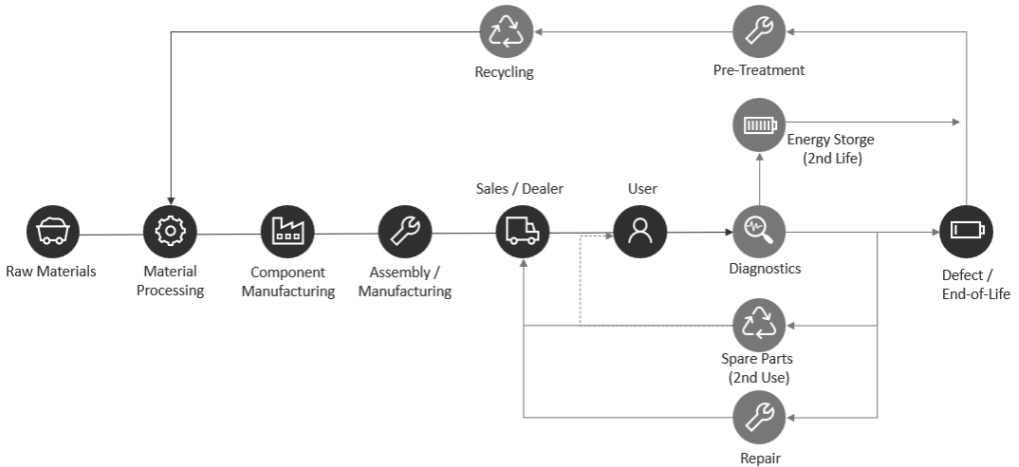 Recycling
Pre-Treatment
Energy Storge
(2nd Life)
Sales / Dealer
User
Raw Materials
Material
Processing
Component
Manufacturing
Assembly /
Manufacturing
Diagnostics
Defect /
End-of-Life
Spare Parts
(2nd Use)
Repair